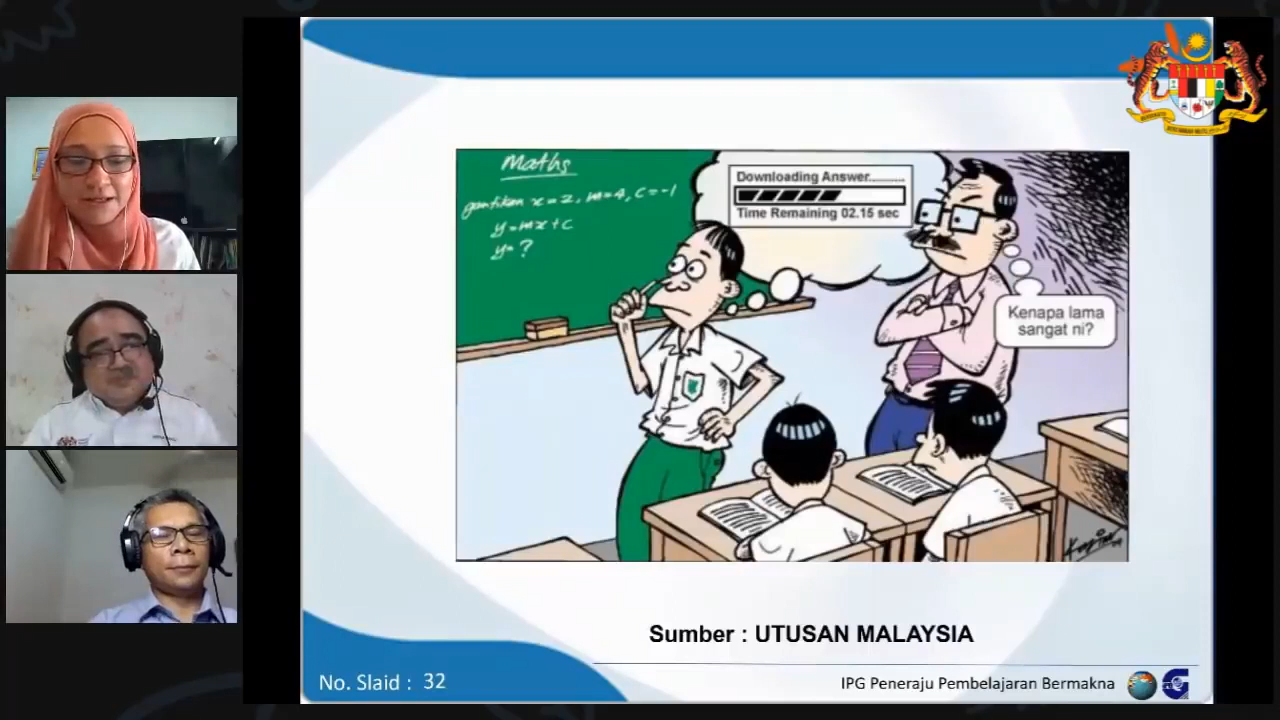 Maths
gantikan x = 2, m = 4, c = -1
y = mx + c
y = ?
Downloading Answer..........
Time Remaining 02.15 sec
Kenapa lama
sangat ni?
Sumber : UTUSAN MALAYSIA
No. Slaid : 32
IPG Peneraju Pembelajaran Bermakna